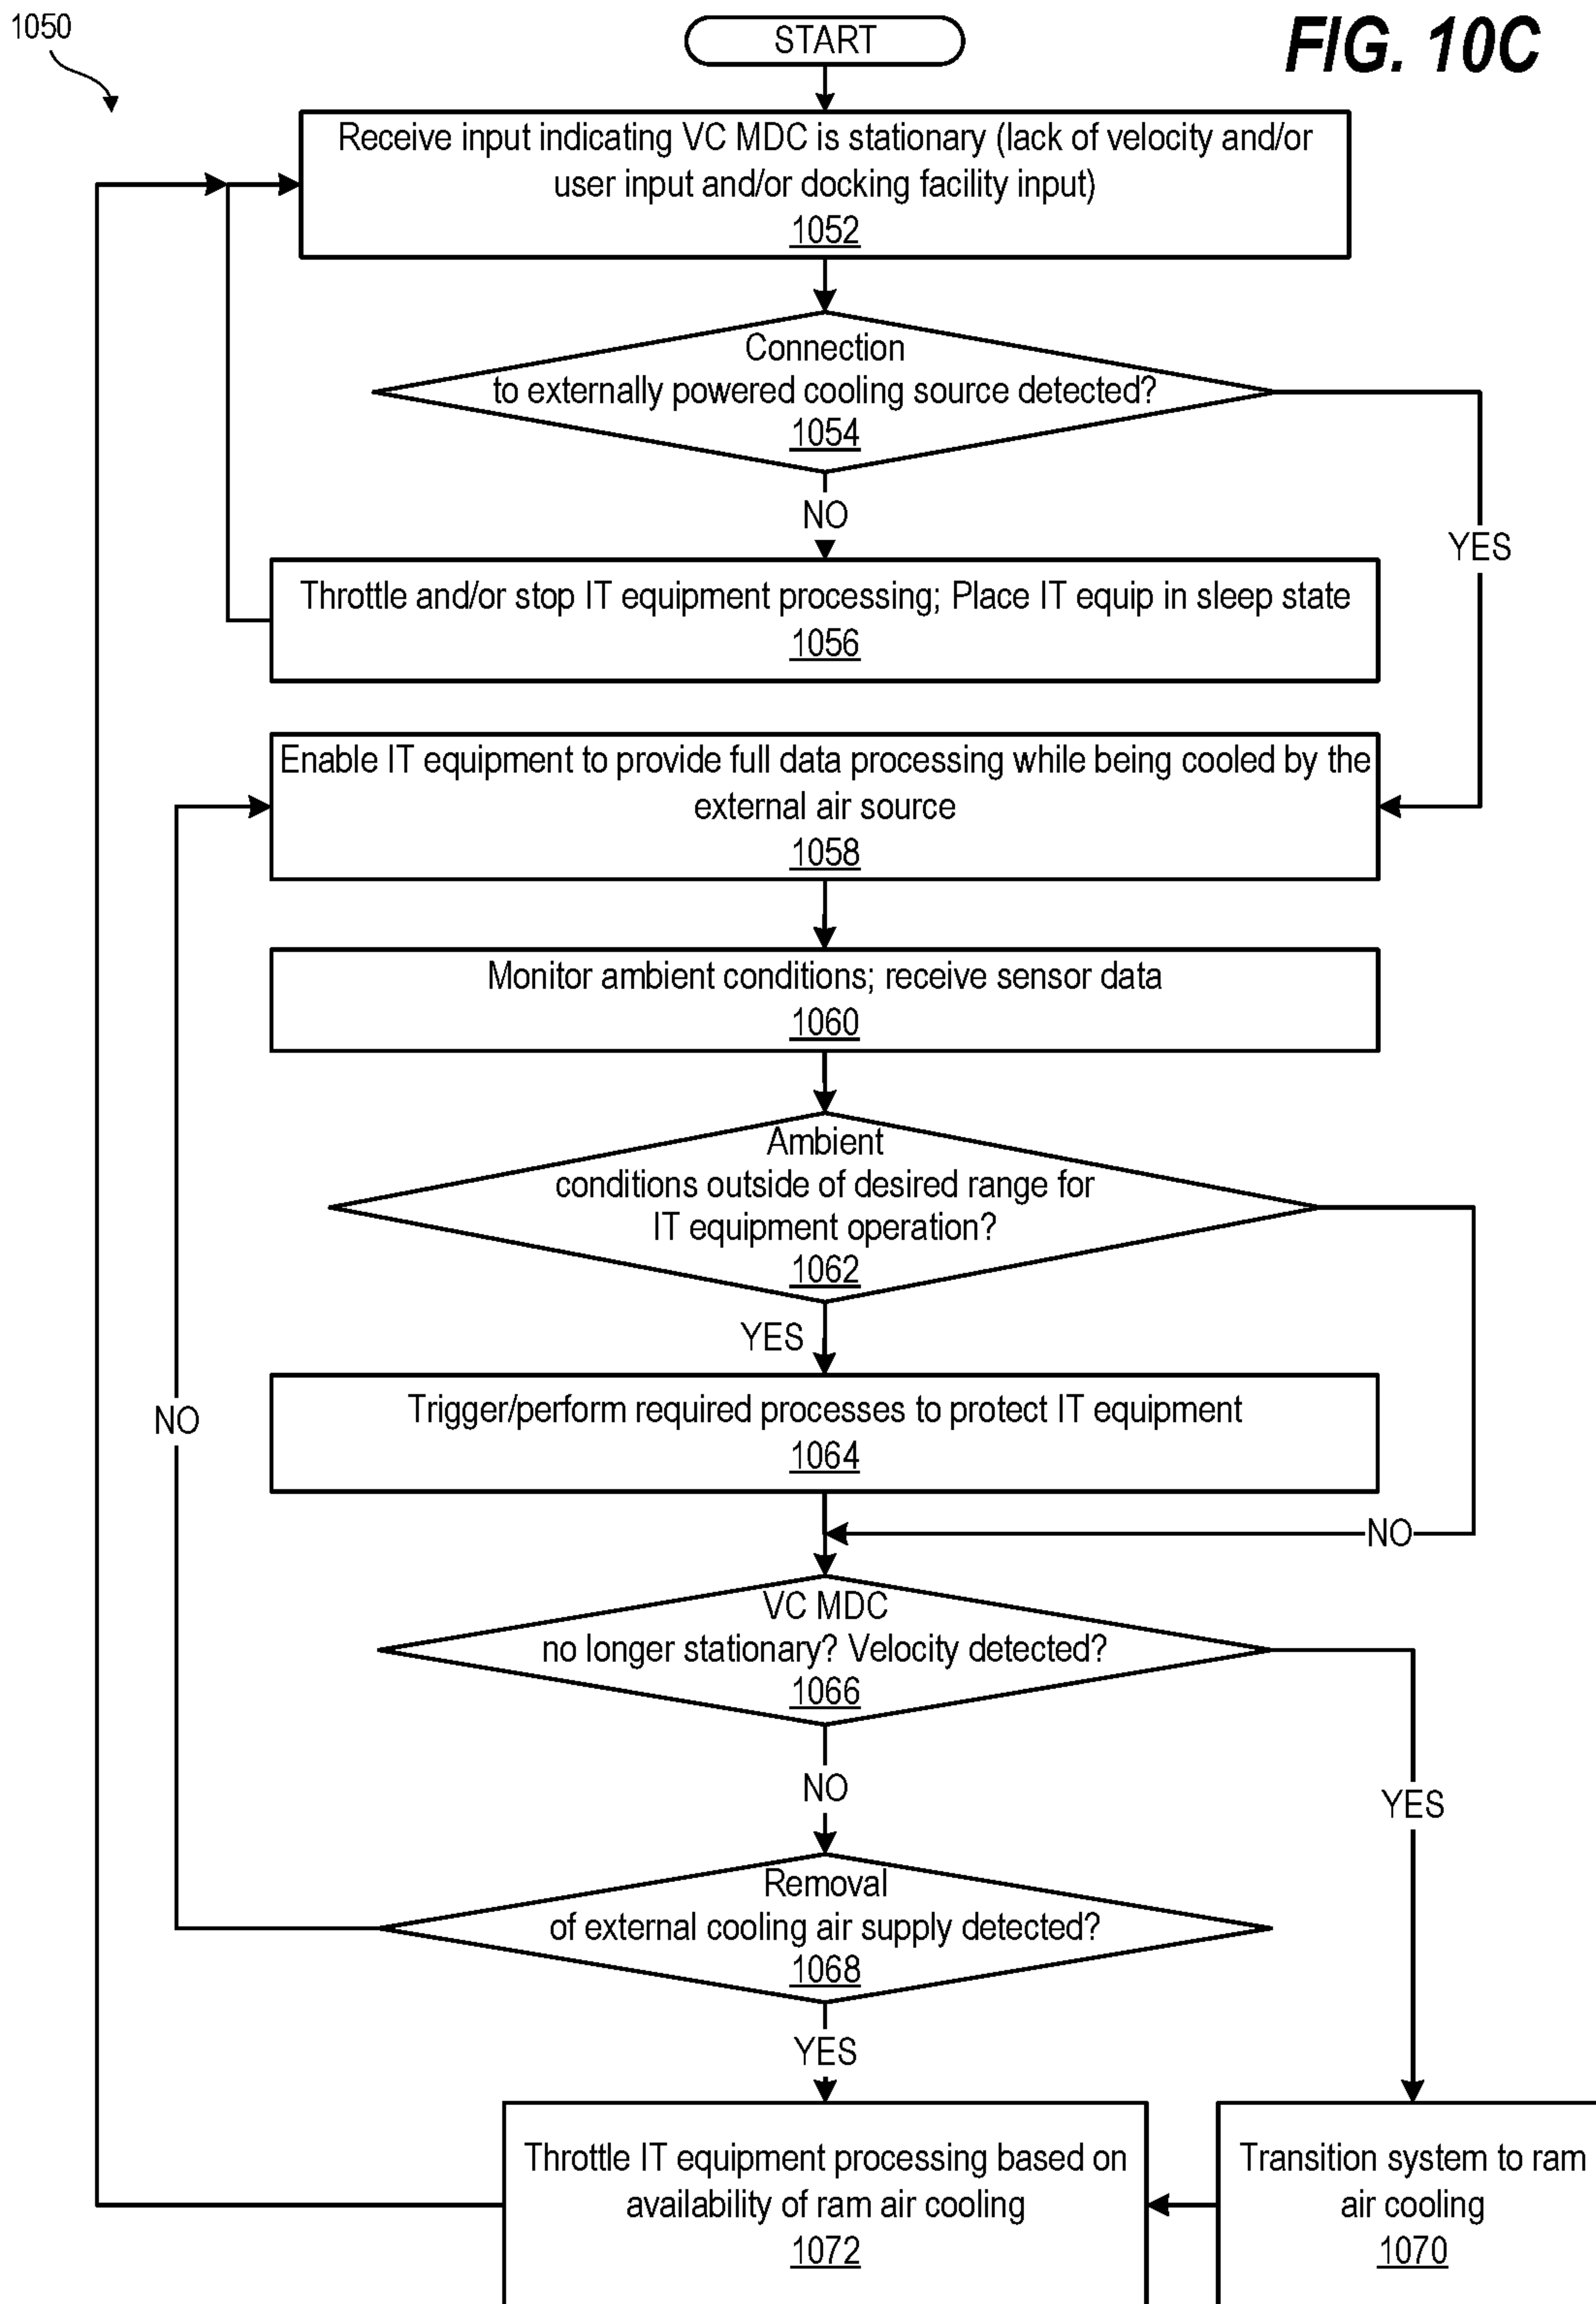 1050
START
FIG. 10C
Receive input indicating VC MDC is stationary (lack of velocity and/or
user input and/or docking facility input)
1052
Connection
to externally powered cooling source detected?
1054
NO
YES
Throttle and/or stop IT equipment processing; Place IT equip in sleep state
1056
Enable IT equipment to provide full data processing while being cooled by the
external air source
1058
Monitor ambient conditions; receive sensor data
1060
Ambient
conditions outside of desired range for
IT equipment operation?
1062
YES
Trigger/perform required processes to protect IT equipment
1064
NO
NO
VC MDC
no longer stationary? Velocity detected?
1066
NO
YES
Removal
of external cooling air supply detected?
1068
YES
Throttle IT equipment processing based on
availability of ram air cooling
1072
Transition system to ram
air cooling
1070